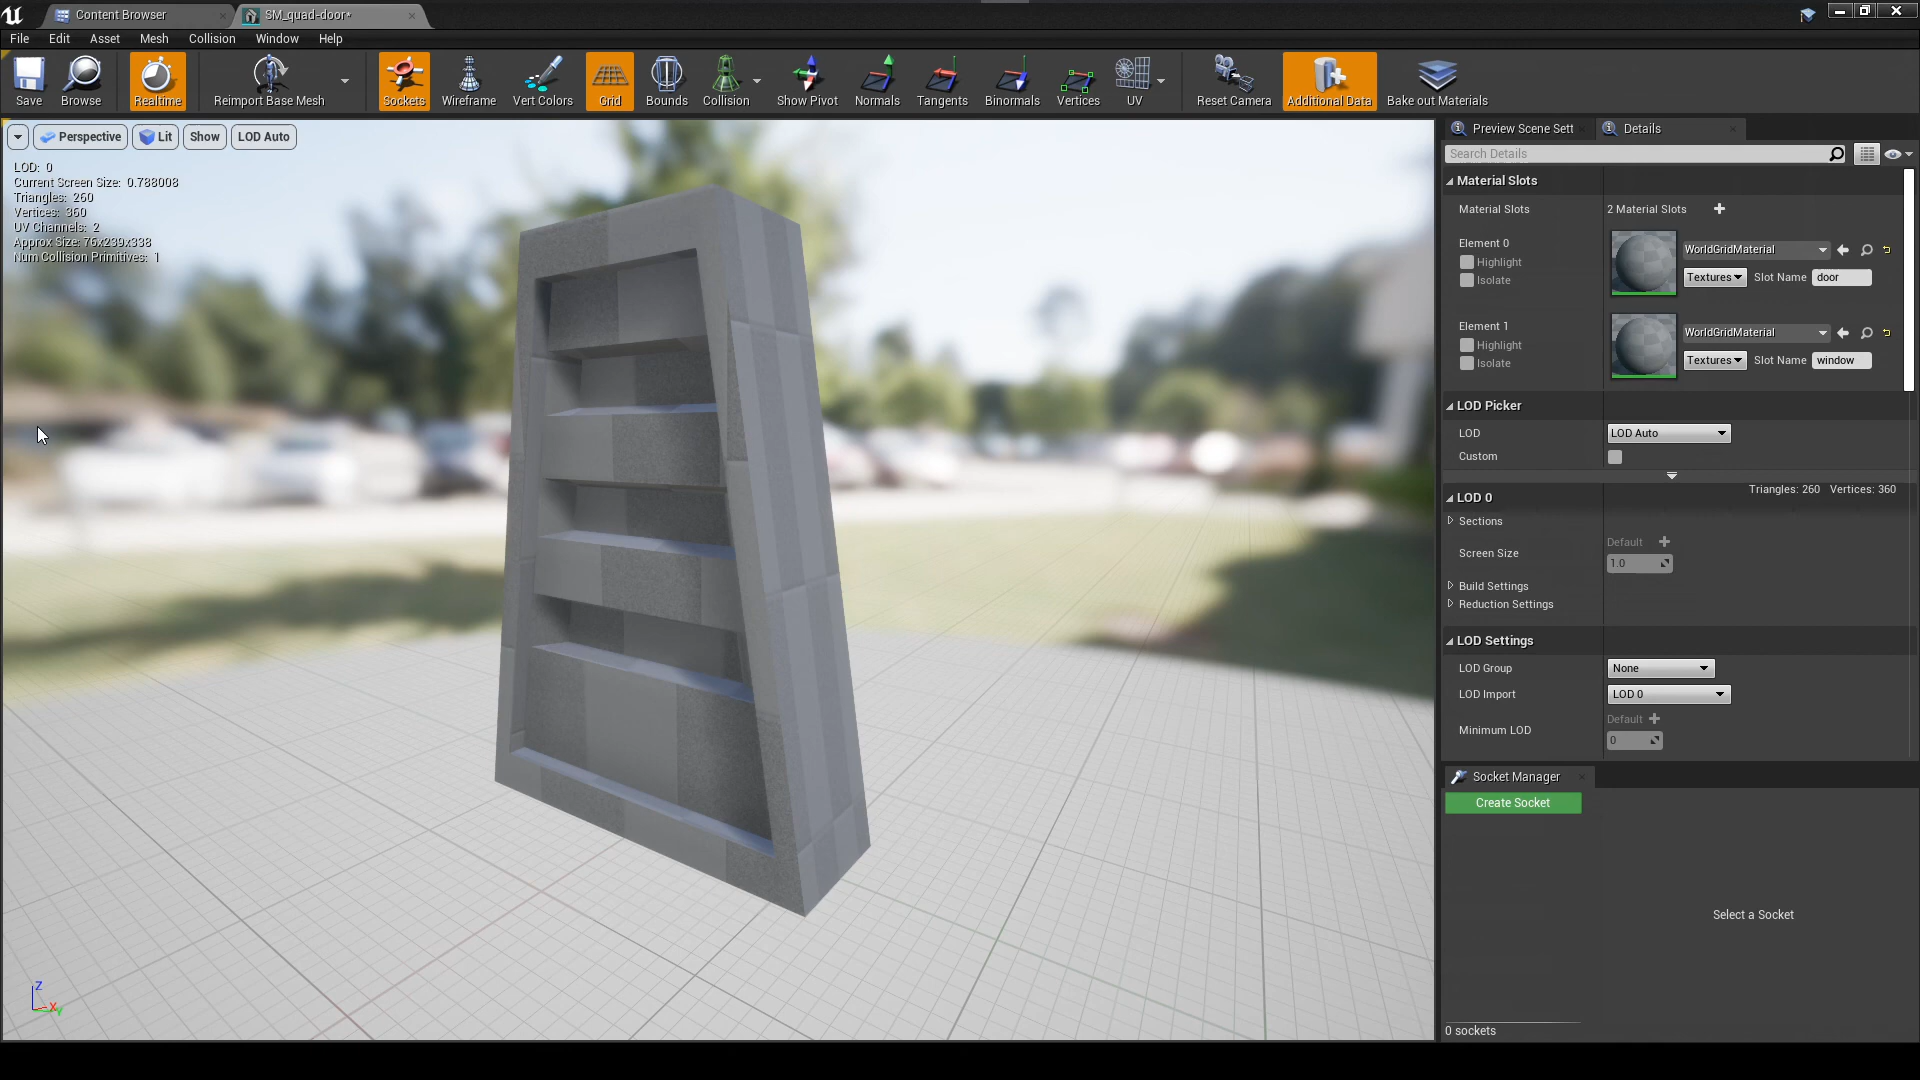 Content Browser
SM_quad-door*
File Edit Asset Mesh Collision Window Help
Save Browse Realtime Reimport Base Mesh Sockets Wireframe Vert Colors Grid Bounds Collision Show Pivot Normals Tangents Binormals Vertices UV Reset Camera Additional Data Bake out Materials
Perspective Lit Show LOD Auto
LOD: 0
Current Screen Size: 0.788008
Triangles: 260
Vertices: 360
UV Channels: 2
Approx Size: 76x239x338
Num Collision Primitives: 1
Z
X
Y
Preview Scene Sett
Details
Search Details
Material Slots
Material Slots 2 Material Slots
Element 0
Highlight
Isolate
WorldGridMaterial
Textures Slot Name door
Element 1
Highlight
Isolate
WorldGridMaterial
Textures Slot Name window
LOD Picker
LOD LOD Auto
Custom
LOD 0
Triangles: 260 Vertices: 360
Sections
Default
Screen Size 1.0
Build Settings
Reduction Settings
LOD Settings
LOD Group None
LOD Import LOD 0
Default
Minimum LOD 0
Socket Manager
Create Socket
Select a Socket
0 sockets